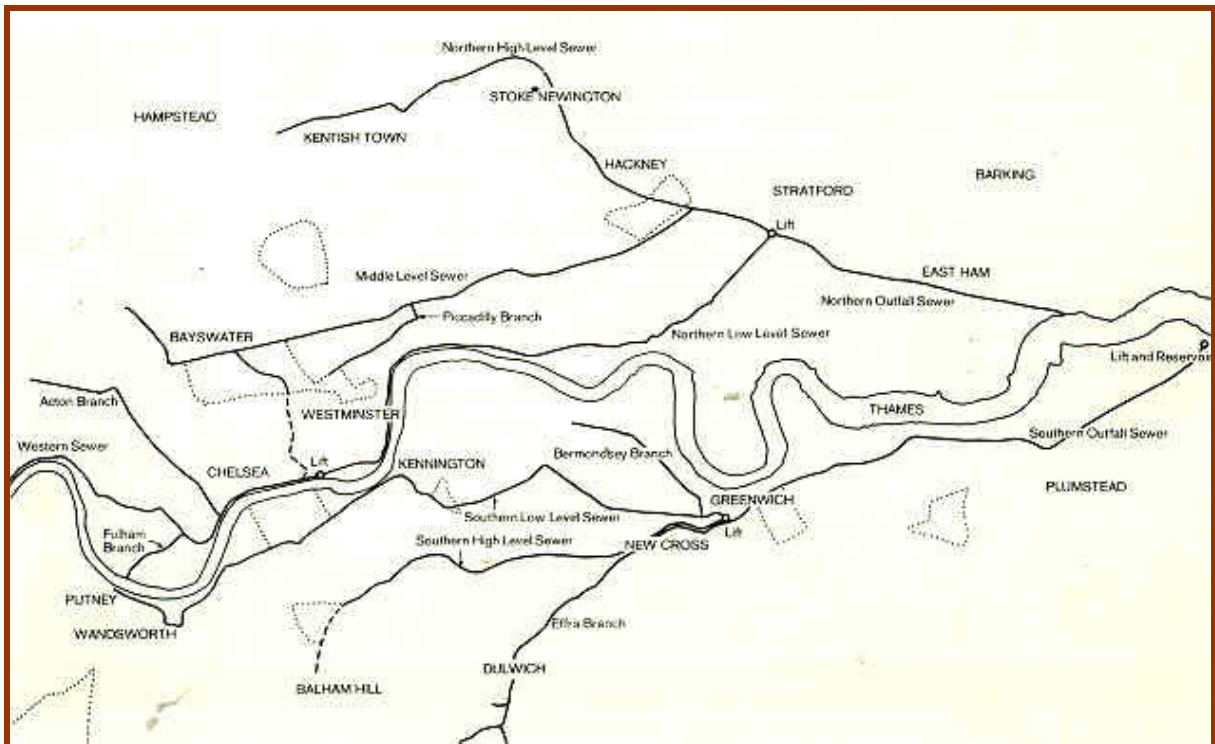 Northern High Level Sewer
STOKE NEWINGTON
HAMPSTEAD
KENTISH TOWN
HACKNEY
BARKING
STRATFORD
Lift
EAST HAM
Middle Level Sewer
Northern Outfall Sewer
Piccadilly Branch
BAYSWATER
Northern Low Level Sewer
Lift and Reservoir
Acton Branch
WESTMINSTER
THAMES
Southern Outfall Sewer
Western Sewer
CHELSEA
Lift
KENNINGTON
Bermondsey Branch
PLUMSTEAD
GREENWICH
Southern Low Level Sewer
Fulham
Branch
Southern High Level Sewer
NEW CROSS
Lift
PUTNEY
WANDSWORTH
Effra Branch
DULWICH
BALHAM HILL